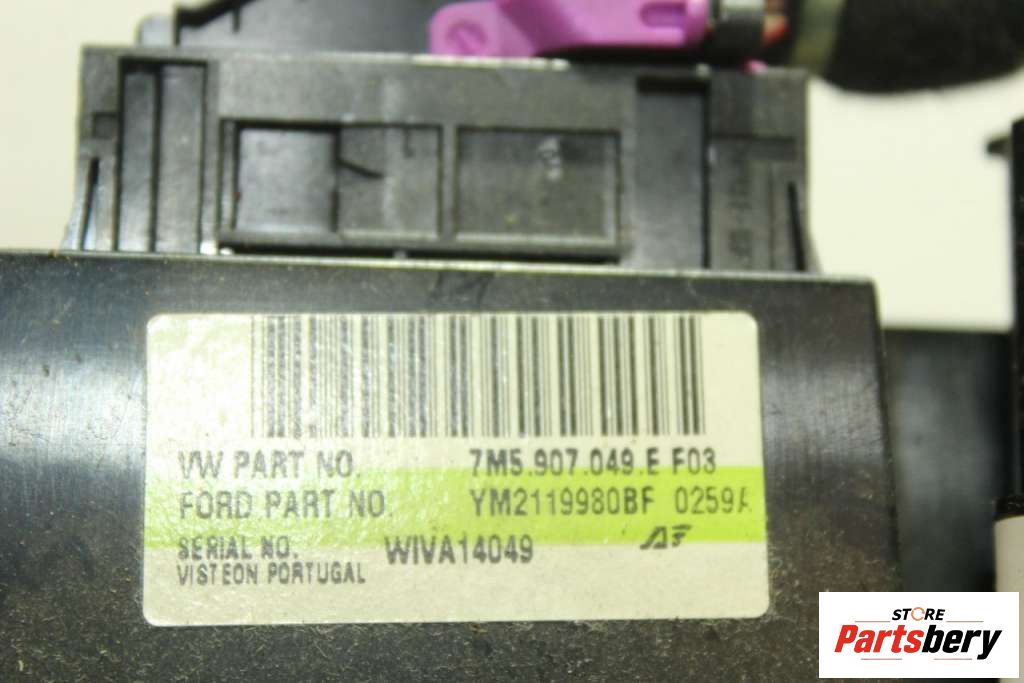 VW PART NO. 7M5.907.049.E F03
FORD PART NO. YM2119980BF 0259A
SERIAL NO. WIVA14049
VISTEON PORTUGAL
STORE
Partsbery